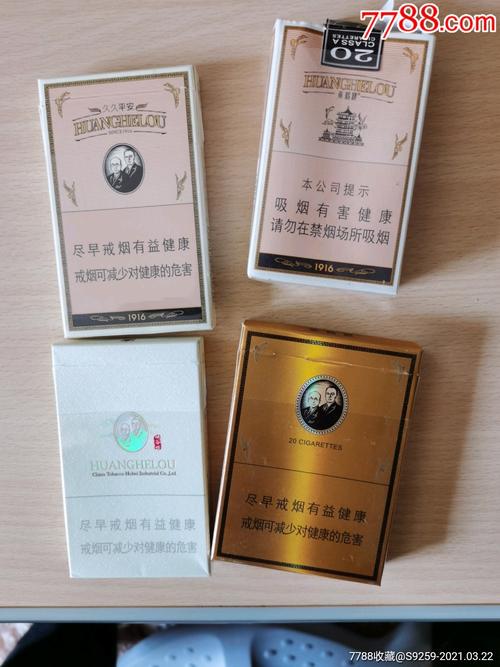 7788.com
久久平安
HUANGHELOU
SINCE 1916
尽早戒烟有益健康
戒烟可减少对健康的危害
1916
20
CLASS A
CIGARETTES
HUANGHELOU
本公司提示
吸烟有害健康
请勿在禁烟场所吸烟
1916
HUANGHELOU
China Tobacco Hubei Industrial Co.,Ltd.
尽早戒烟有益健康
戒烟可减少对健康的危害
20 CIGARETTES
尽早戒烟有益健康
戒烟可减少对健康的危害
7788收藏@S9259-2021.03.22